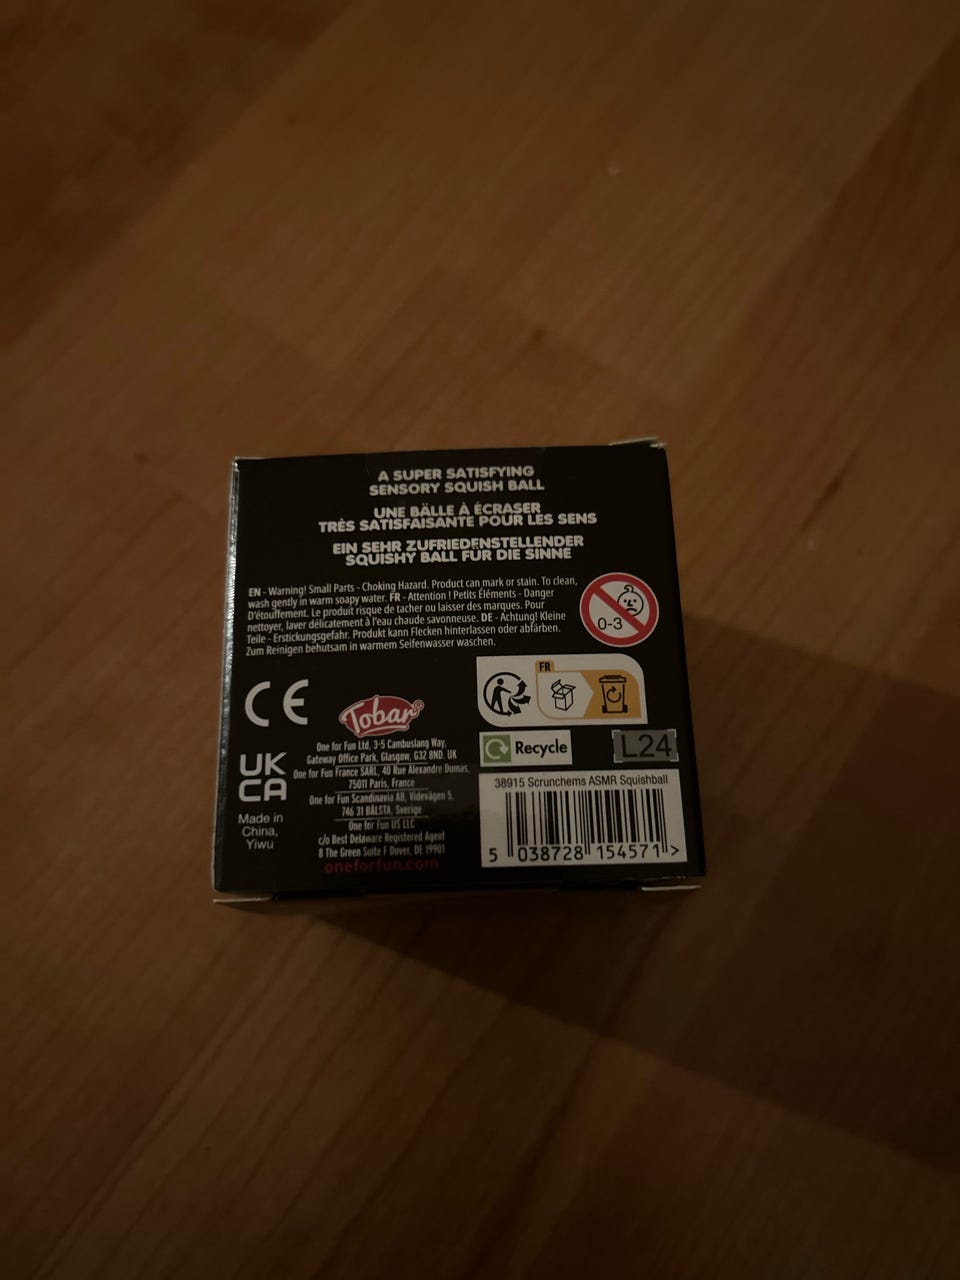 A SUPER SATISFYING
SENSORY SQUISH BALL
UNE BÄLLE À ÉCRASER
TRÈS SATISFAISANTE POUR LES SENS
EIN SEHR ZUFRIEDENSTELLENDER
SQUISHY BALL FÜR DIE SINNE
EN - Warning! Small Parts - Choking Hazard. Product can mark or stain. To clean,
wash gently in warm soapy water. FR - Attention ! Petits Éléments - Danger
D'étouffement. Le produit risque de tacher ou laisser des marques. Pour
nettoyer, laver délicatement à l'eau chaude savonneuse. DE - Achtung! Kleine
Teile - Erstickungsgefahr. Produkt kann Flecken hinterlassen oder abfärben.
Zum Reinigen behutsam in warmem Seifenwasser waschen.
0-3
CE
UK
CA
Made in
China,
Yiwu
Tobar®
One for Fun Ltd, 3-5 Cambuslang Way,
Gateway Office Park, Glasgow, G32 8ND. UK
One for Fun France SARL, 40 Rue Alexandre Dumas,
75011 Paris, France
One for Fun Scandinavia AB, Videvägen 5,
746 31 BÅLSTA, Sverige
One for Fun US LLC
c/o Best Delaware Registered Agent
8 The Green Suite F Dover, DE 19901
oneforfun.com
FR
Recycle
L24
38915 Scrunchems ASMR Squishball
5 038728 154571 >